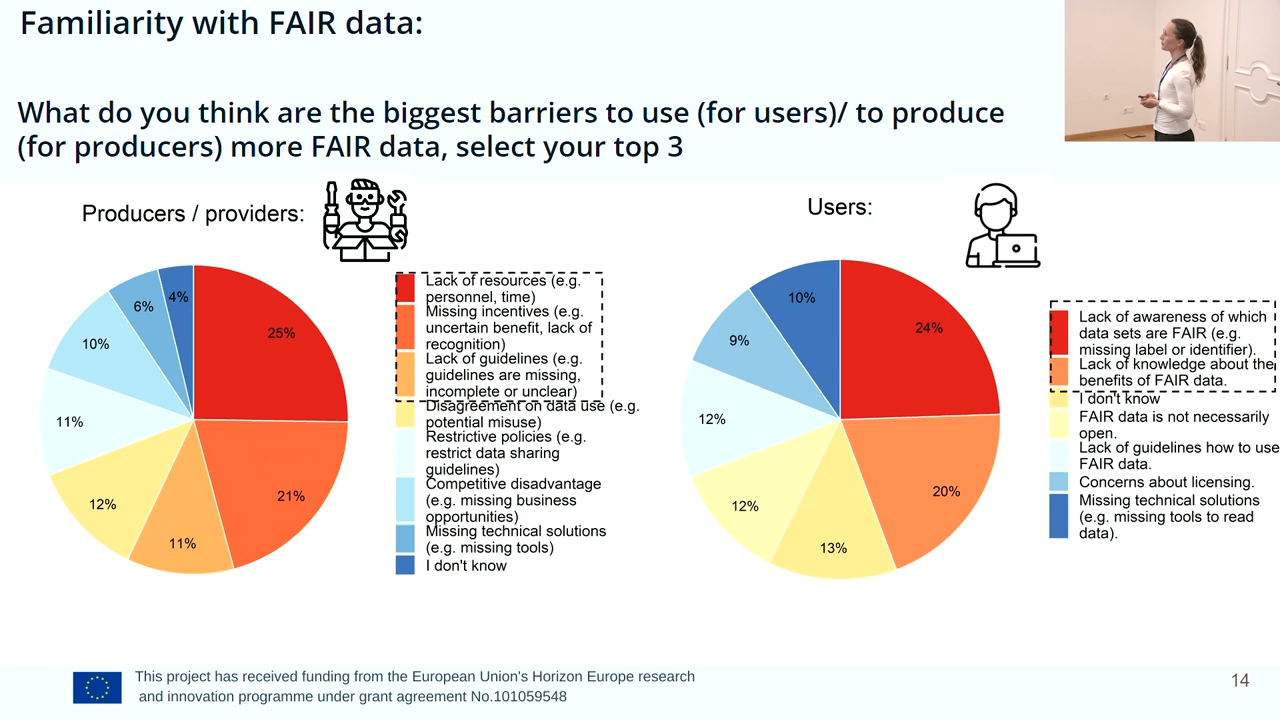 Familiarity with FAIR data:
What do you think are the biggest barriers to use (for users)/ to produce
(for producers) more FAIR data, select your top 3
Producers / providers:
25%
21%
11%
12%
11%
10%
6%
4%
Lack of resources (e.g.
personnel, time)
Missing incentives (e.g.
uncertain benefit, lack of
recognition)
Lack of guidelines (e.g.
guidelines are missing,
incomplete or unclear)
Disagreement on data use (e.g.
potential misuse)
Restrictive policies (e.g.
restrict data sharing
guidelines)
Competitive disadvantage
(e.g. missing business
opportunities)
Missing technical solutions
(e.g. missing tools)
I don't know
Users:
24%
20%
13%
12%
12%
9%
10%
Lack of awareness of which
data sets are FAIR (e.g.
missing label or identifier).
Lack of knowledge about the
benefits of FAIR data.
I don't know
FAIR data is not necessarily
open.
Lack of guidelines how to use
FAIR data.
Concerns about licensing.
Missing technical solutions
(e.g. missing tools to read
data).
This project has received funding from the European Union's Horizon Europe research
and innovation programme under grant agreement No.101059548
14